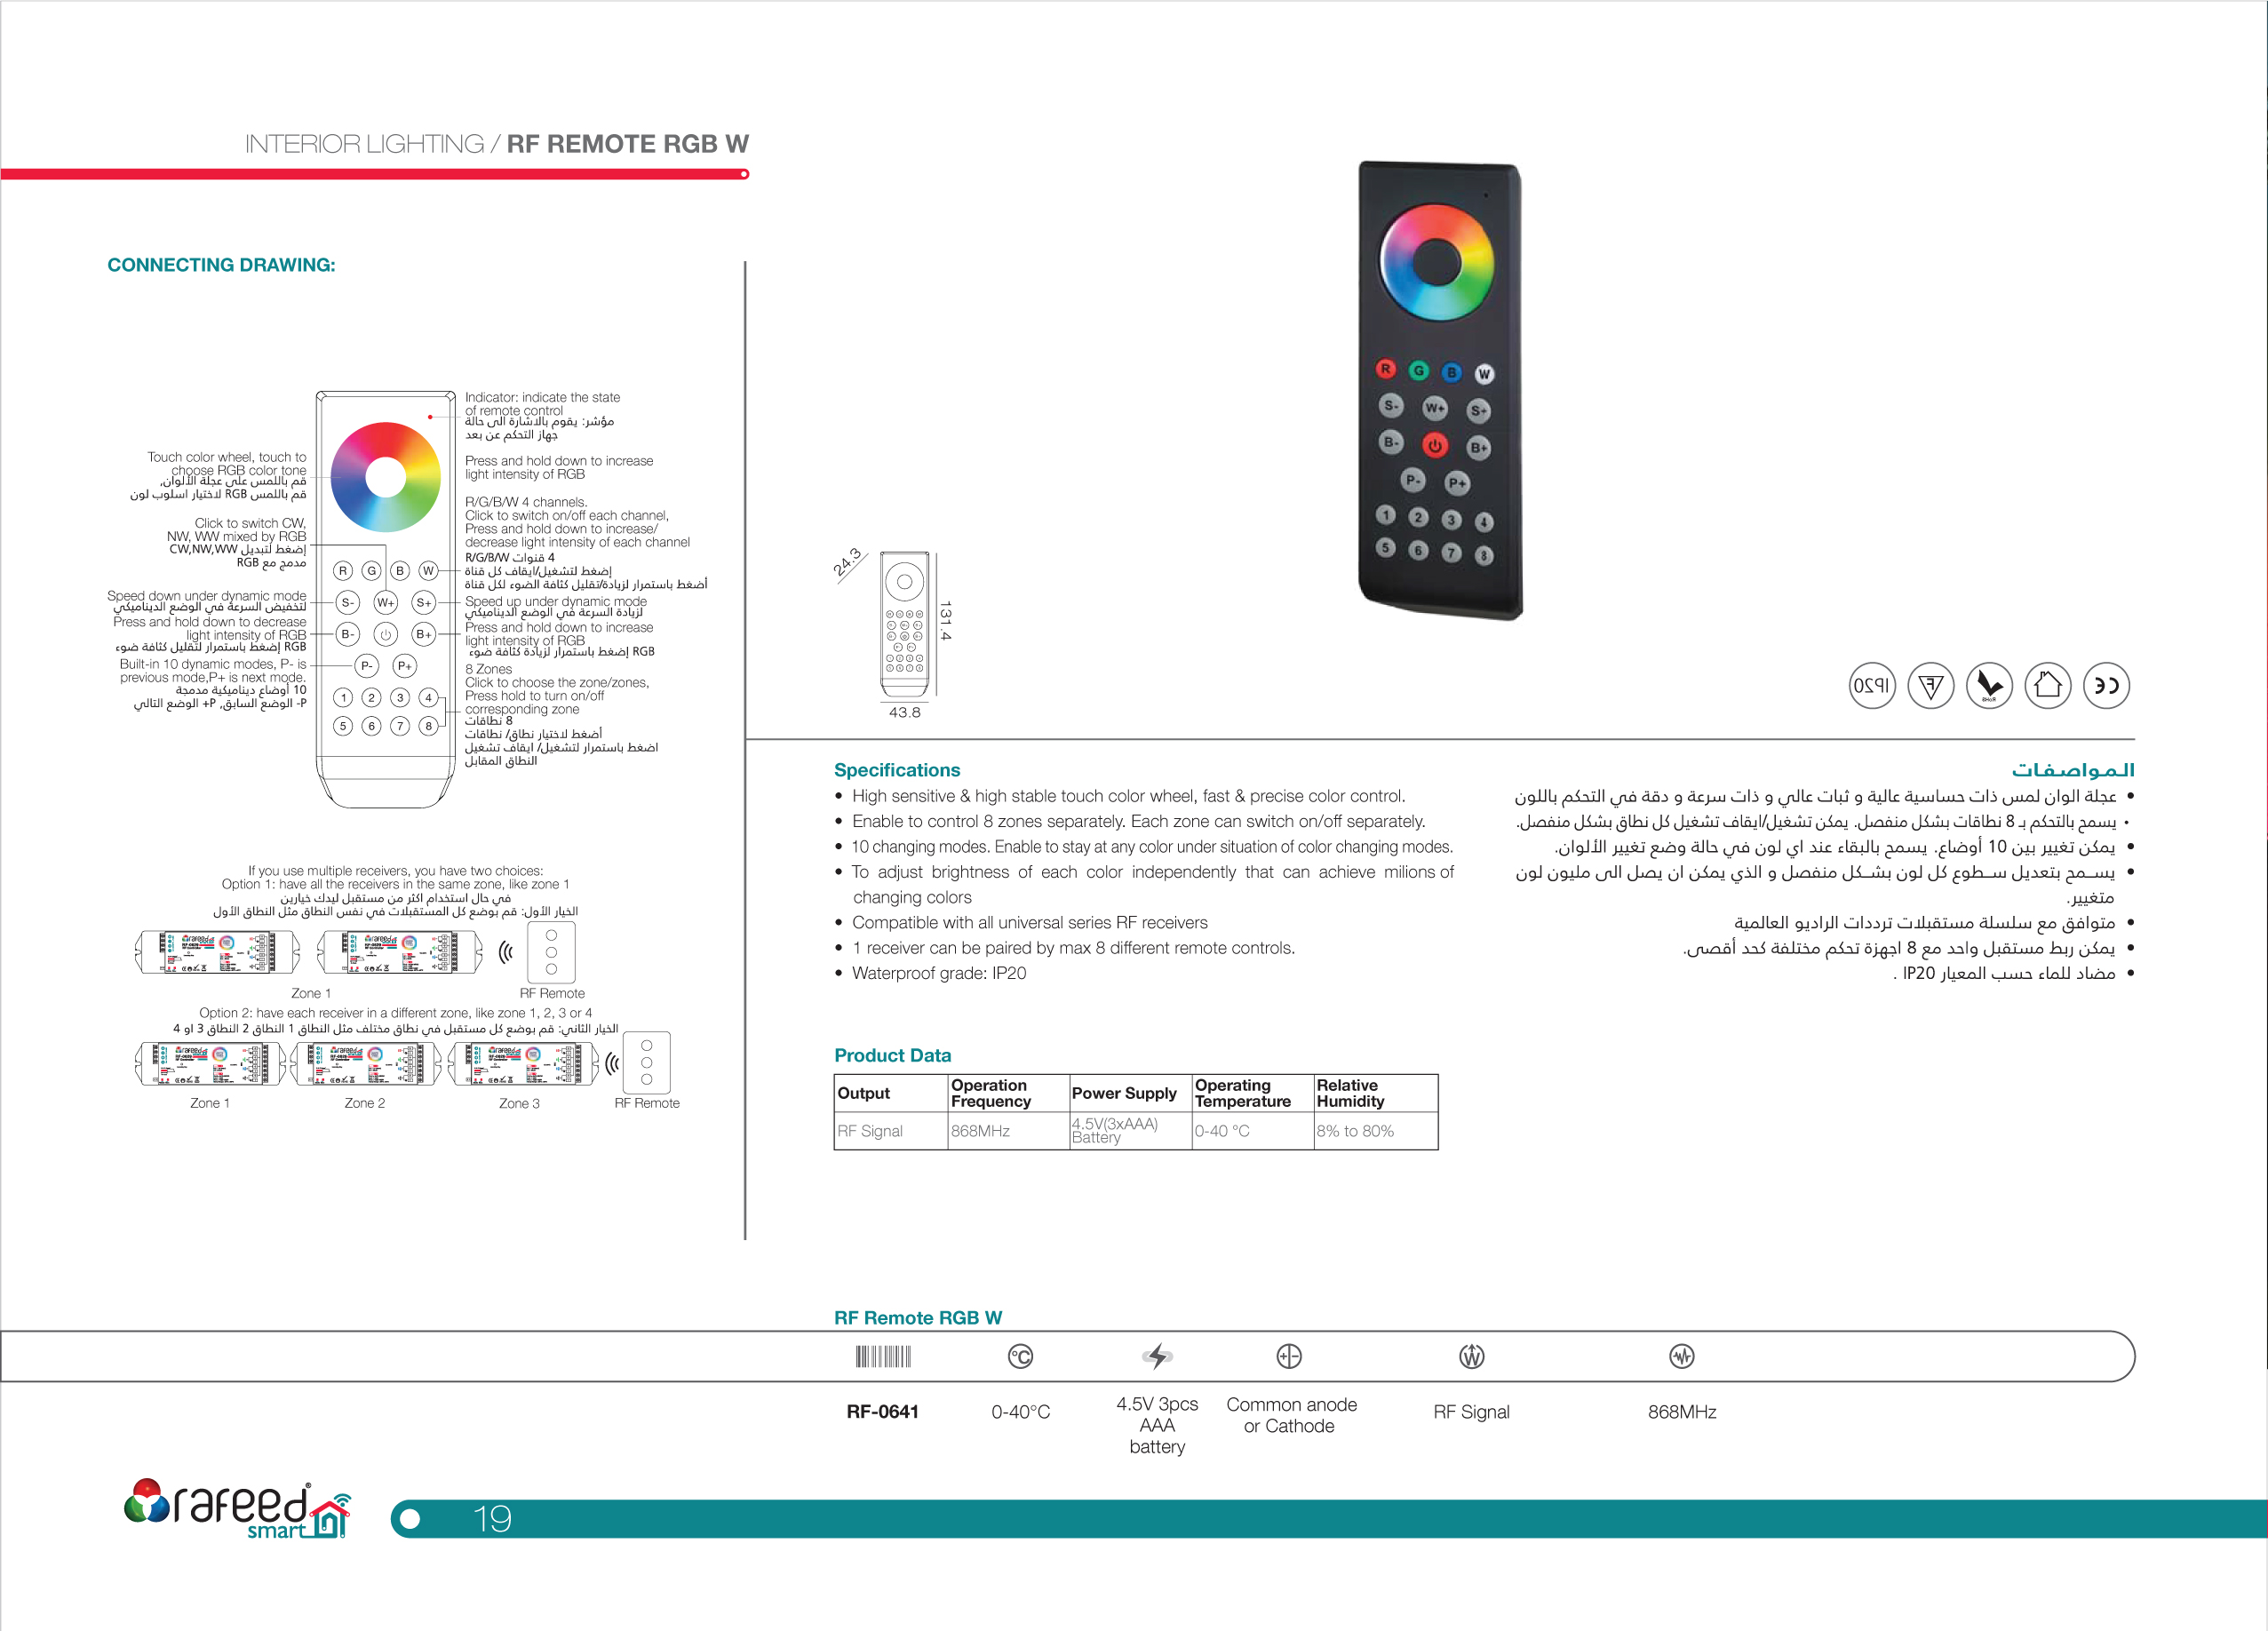 INTERIOR LIGHTING / RF REMOTE RGB W
CONNECTING DRAWING:
Indicator: indicate the state
of remote control
مؤشر: يقوم بالاشارة الى حالة
جهاز التحكم عن بعد
Press and hold down to increase
light intensity of RGB
R/G/B/W 4 channels.
Click to switch on/off each channel,
Press and hold down to increase/
decrease light intensity of each channel
4 قنوات R/G/B/W
إضغط لتشغيل/ايقاف كل قناة
أضغط باستمرار لزيادة/تقليل كثافة الضوء لكل قناة
Speed up under dynamic mode
لزيادة السرعة في الوضع الديناميكي
Press and hold down to increase
light intensity of RGB
RGB إضغط باستمرار لزيادة كثافة ضوء
8 Zones
Click to choose the zone/zones,
Press hold to turn on/off
corresponding zone
8 نطاقات
أضغط لاختيار نطاق/ نطاقات
اضغط باستمرار لتشغيل/ ايقاف تشغيل
النطاق المقابل
Touch color wheel, touch to
choose RGB color tone
قم باللمس على عجلة الألوان,
قم باللمس RGB لاختيار اسلوب لون
Click to switch CW,
NW, WW mixed by RGB
إضغط لتبديل CW,NW,WW
مدمج مع RGB
Speed down under dynamic mode
لتخفيض السرعة في الوضع الديناميكي
Press and hold down to decrease
light intensity of RGB
RGB إضغط باستمرار لتقليل كثافة ضوء
Built-in 10 dynamic modes, P- is
previous mode,P+ is next mode.
10 أوضاع ديناميكية مدمجة
P- الوضع السابق, P+ الوضع التالي
R G B W
S- W+ S+
B- B+
P- P+
1 2 3 4
5 6 7 8
If you use multiple receivers, you have two choices:
Option 1: have all the receivers in the same zone, like zone 1
في حال استخدام اكثر من مستقبل ليدك خيارين
الخيار الأول: قم بوضع كل المستقبلات في نفس النطاق مثل النطاق الأول
Zone 1
RF Remote
Option 2: have each receiver in a different zone, like zone 1, 2, 3 or 4
الخيار الثاني: قم بوضع كل مستقبل في نطاق مختلف مثل النطاق 1 النطاق 2 النطاق 3 او 4
Zone 1
Zone 2
Zone 3
RF Remote
R G B W
S- W+ S+
B- B+
P- P+
1 2 3 4
5 6 7 8
24.3
131.4
43.8
IP20
F
RoHS
CE
Specifications
• High sensitive & high stable touch color wheel, fast & precise color control.
• Enable to control 8 zones separately. Each zone can switch on/off separately.
• 10 changing modes. Enable to stay at any color under situation of color changing modes.
• To adjust brightness of each color independently that can achieve milions of
changing colors
• Compatible with all universal series RF receivers
• 1 receiver can be paired by max 8 different remote controls.
• Waterproof grade: IP20
المواصفات
• عجلة الوان لمس ذات حساسية عالية و ثبات عالي و ذات سرعة و دقة في التحكم باللون
• يسمح بالتحكم بـ 8 نطاقات بشكل منفصل. يمكن تشغيل/ايقاف تشغيل كل نطاق بشكل منفصل.
• يمكن تغيير بين 10 أوضاع. يسمح بالبقاء عند اي لون في حالة وضع تغيير الألوان.
• يسمح بتعديل سطوع كل لون بشكل منفصل و الذي يمكن ان يصل الى مليون لون
متغيير.
• متوافق مع سلسلة مستقبلات ترددات الراديو العالمية
• يمكن ربط مستقبل واحد مع 8 اجهزة تحكم مختلفة كحد أقصى.
• مضاد للماء حسب المعيار IP20 .
Product Data
Output Operation Frequency Power Supply Operating Temperature Relative Humidity
RF Signal 868MHz 4.5V(3xAAA) Battery 0-40 °C 8% to 80%
RF Remote RGB W
°C
W
RF-0641 0-40°C 4.5V 3pcs AAA battery Common anode or Cathode RF Signal 868MHz
rafeed®
smart
19